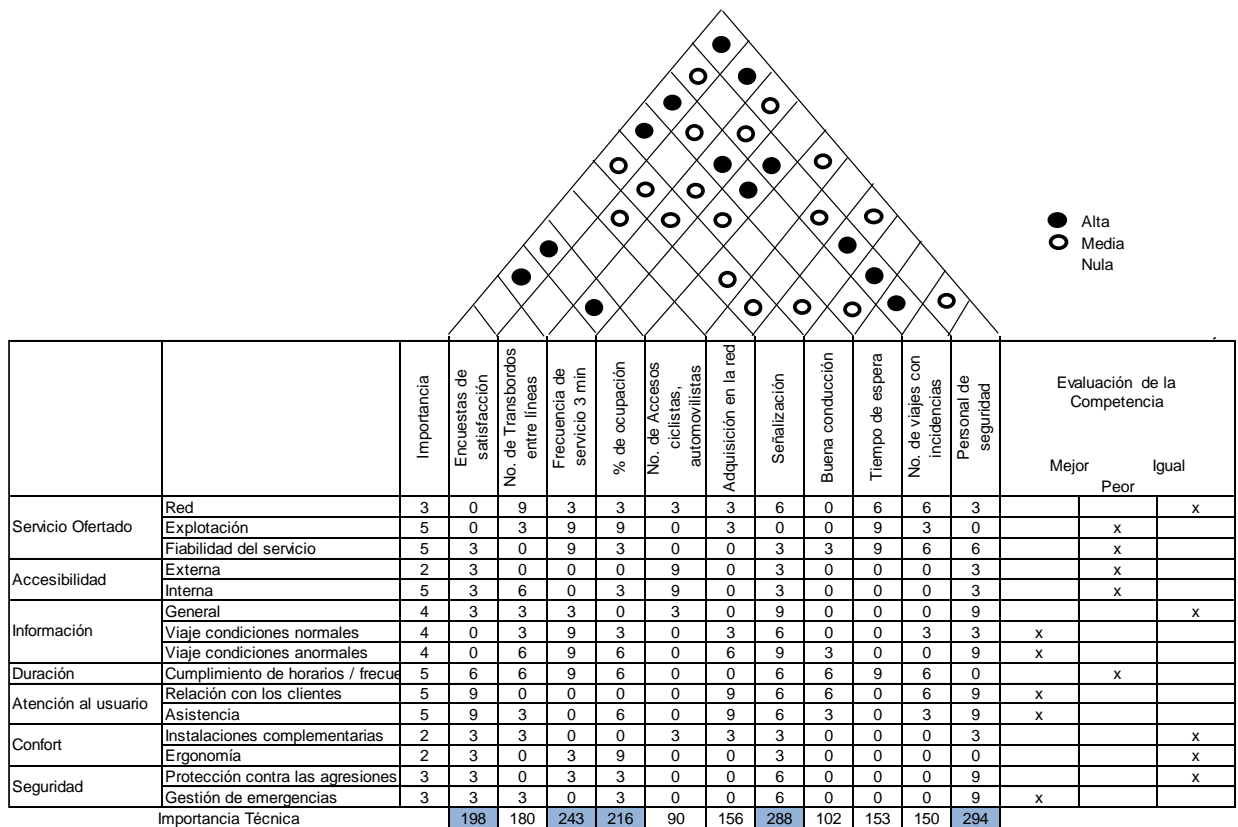 Alta
Media
Nula
Importancia
Encuestas de
satisfacción
No. de Transbordos
entre líneas
Frecuencia de
servicio 3 min
% de ocupación
No. de Accesos
ciclistas,
automovilistas
Adquisición en la red
Señalización
Buena conducción
Tiempo de espera
No. de viajes con
incidencias
Personal de
seguridad
Evaluación de la
Competencia
Mejor Igual
Peor
Servicio Ofertado
Red 3 0 9 3 3 3 3 6 0 6 6 3 x
Explotación 5 0 3 9 9 0 3 0 0 9 3 0 x
Fiabilidad del servicio 5 3 0 9 3 0 0 3 3 9 6 6 x
Accesibilidad
Externa 2 3 0 0 0 9 0 3 0 0 0 3 x
Interna 5 3 6 0 3 9 0 3 0 0 0 3 x
Información
General 4 3 3 3 0 3 0 9 0 0 0 9 x
Viaje condiciones normales 4 0 3 9 3 0 3 6 0 0 3 3 x
Viaje condiciones anormales 4 0 6 9 6 0 6 9 3 0 0 9 x
Duración Cumplimiento de horarios / frecue 5 6 6 9 6 0 0 6 6 9 6 0 x
Atención al usuario
Relación con los clientes 5 9 0 0 0 0 9 6 6 0 6 9 x
Asistencia 5 9 3 0 6 0 9 6 3 0 3 9 x
Confort
Instalaciones complementarias 2 3 3 0 0 3 3 3 0 0 0 3 x
Ergonomía 2 3 0 3 9 0 0 3 0 0 0 0 x
Seguridad
Protección contra las agresiones 3 3 0 3 3 0 0 6 0 0 0 9 x
Gestión de emergencias 3 3 3 0 3 0 0 6 0 0 0 9 x
Importancia Técnica 198 180 243 216 90 156 288 102 153 150 294